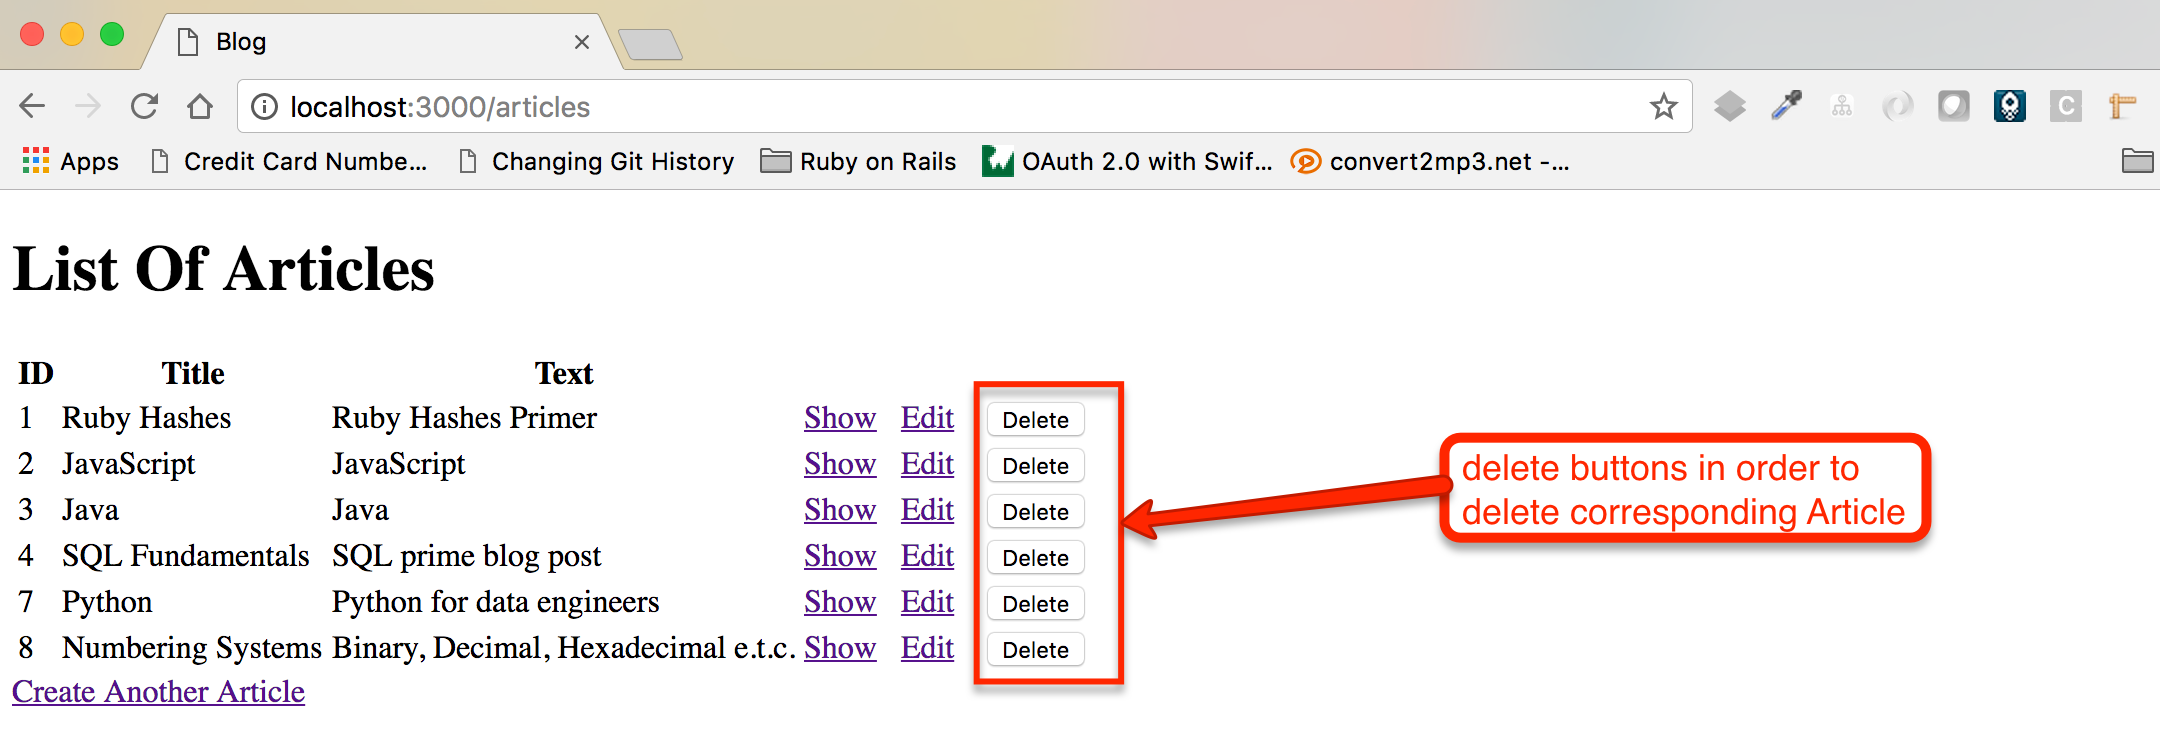 Blog
localhost:3000/articles
C
Apps Credit Card Numbe... Changing Git History Ruby on Rails OAuth 2.0 with Swif... convert2mp3.net -...
List Of Articles
ID Title Text
1 Ruby Hashes Ruby Hashes Primer Show Edit Delete
2 JavaScript JavaScript Show Edit Delete
3 Java Java Show Edit Delete
4 SQL Fundamentals SQL prime blog post Show Edit Delete
7 Python Python for data engineers Show Edit Delete
8 Numbering Systems Binary, Decimal, Hexadecimal e.t.c. Show Edit Delete
Create Another Article
delete buttons in order to
delete corresponding Article